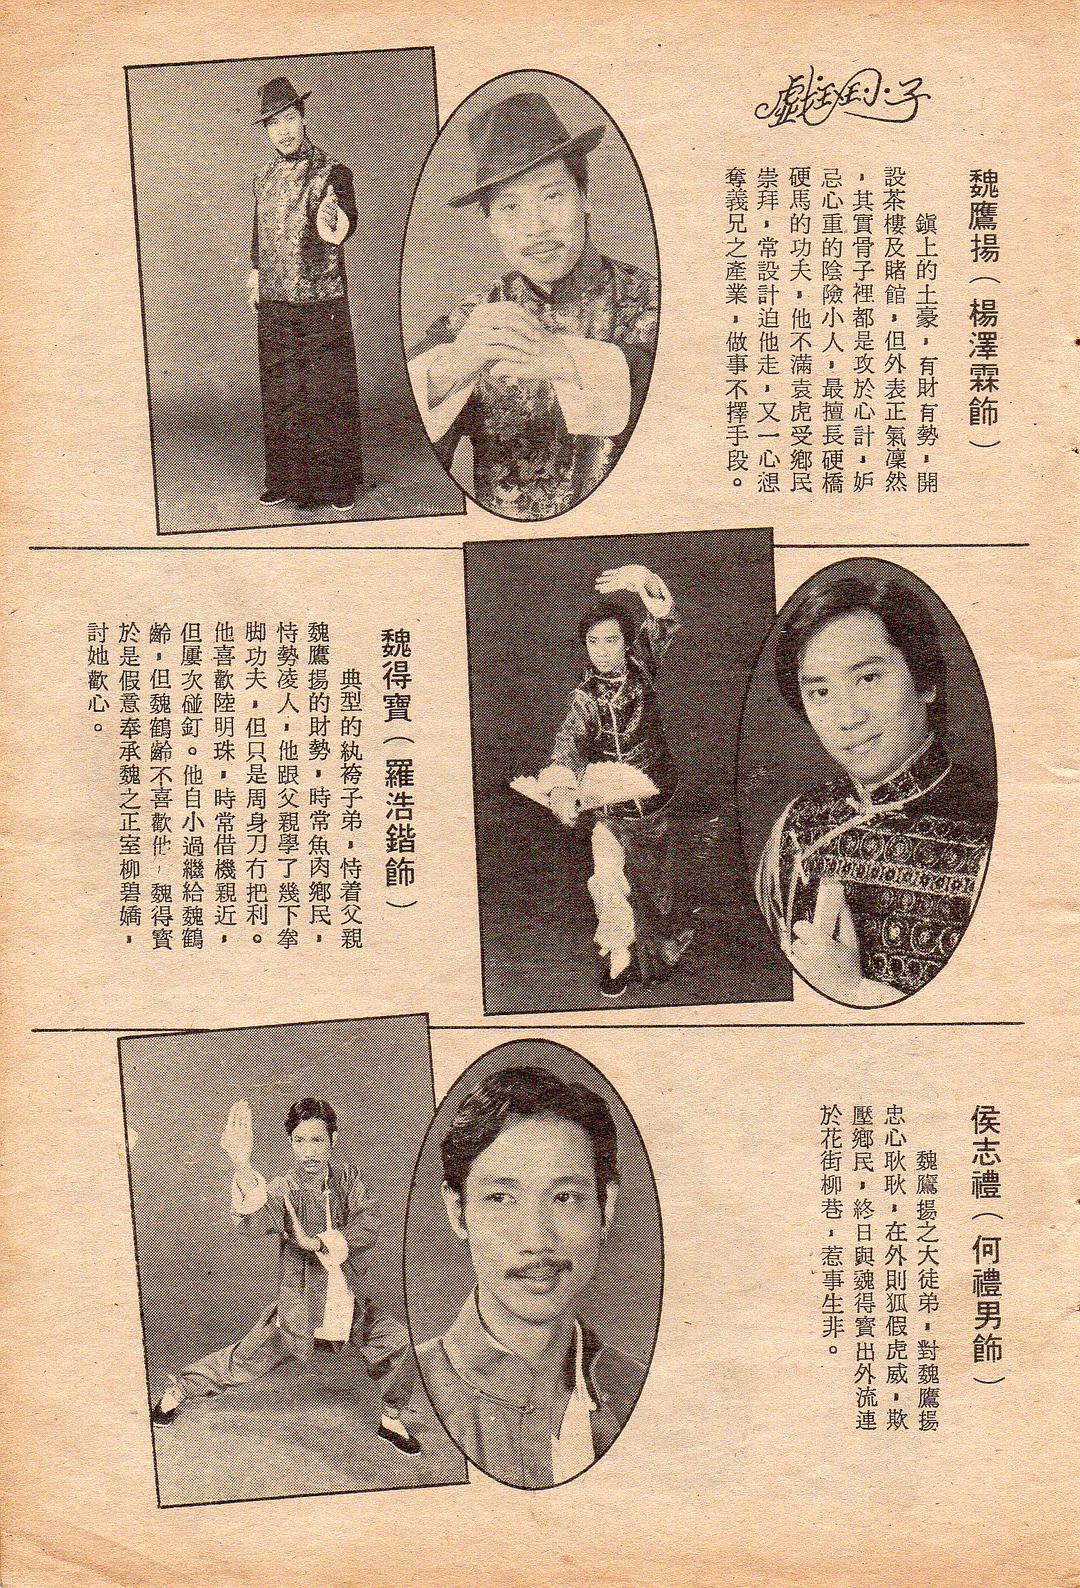 魏鷹揚（楊澤霖飾）
鎭上的土豪，有財有勢，開
設茶樓及賭館，但外表正氣凜然
，其實骨子裡都是攻於心計，妒
忌心重的陰險小人，最擅長硬橋
硬馬的功夫，他不滿袁虎受鄉民
崇拜，常設計迫他走，又一心想
奪義兄之產業，做事不擇手段。
魏得寶（羅浩鍇飾）
典型的紈袴子弟，恃着父親
魏鷹揚的財勢，時常魚肉鄉民，
恃勢凌人，他跟父親學了幾下拳
脚功夫，但只是周身刀冇把利。
他喜歡陸明珠，時常借機親近，
但屢次碰釘。他自小過繼給魏鶴
齡，但魏鶴齡不喜歡他，魏得寶
於是假意奉承魏之正室柳碧嬌，
討她歡心。
侯志禮（何禮男飾）
魏鷹揚之大徒弟，對魏鷹揚
忠心耿耿，在外則狐假虎威，欺
壓鄉民，終日與魏得寶出外流連
於花街柳巷，惹事生非。